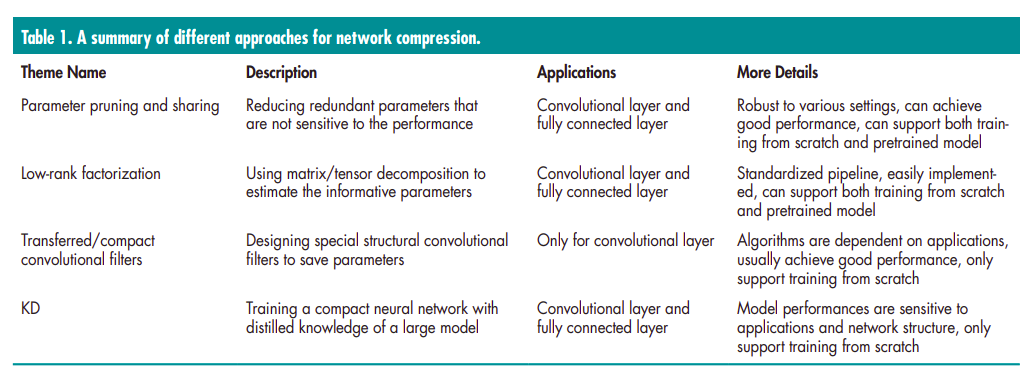 Table 1. A summary of different approaches for network compression.
Theme Name Description Applications More Details
Parameter pruning and sharing Reducing redundant parameters that Convolutional layer and Robust to various settings, can achieve
are not sensitive to the performance fully connected layer good performance, can support both train-
ing from scratch and pretrained model
Low-rank factorization Using matrix/tensor decomposition to Convolutional layer and Standardized pipeline, easily implement-
estimate the informative parameters fully connected layer ed, can support both training from scratch
and pretrained model
Transferred/compact Designing special structural convolutional Only for convolutional layer Algorithms are dependent on applications,
convolutional filters filters to save parameters usually achieve good performance, only
support training from scratch
KD Training a compact neural network with Convolutional layer and Model performances are sensitive to
distilled knowledge of a large model fully connected layer applications and network structure, only
support training from scratch